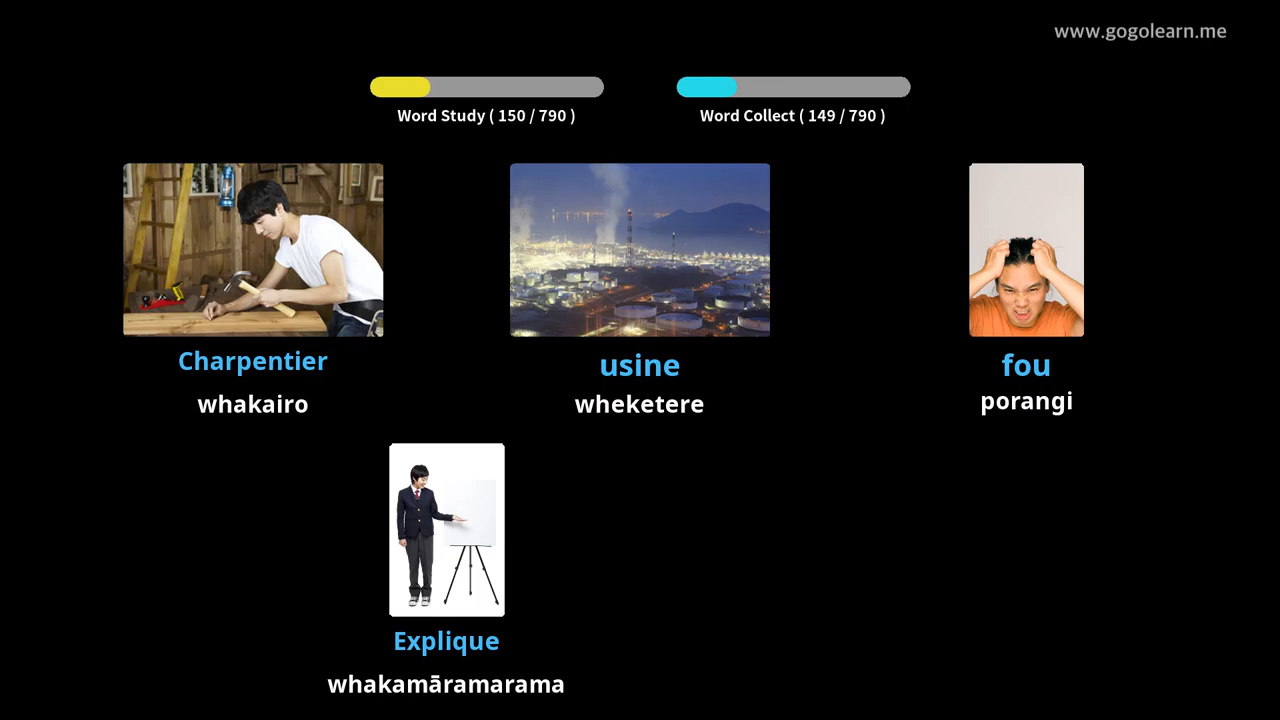 www.gogolearn.me
Word Study ( 150 / 790 )
Word Collect ( 149 / 790 )
Charpentier
whakairo
usine
wheketere
fou
porangi
Explique
whakamāramarama